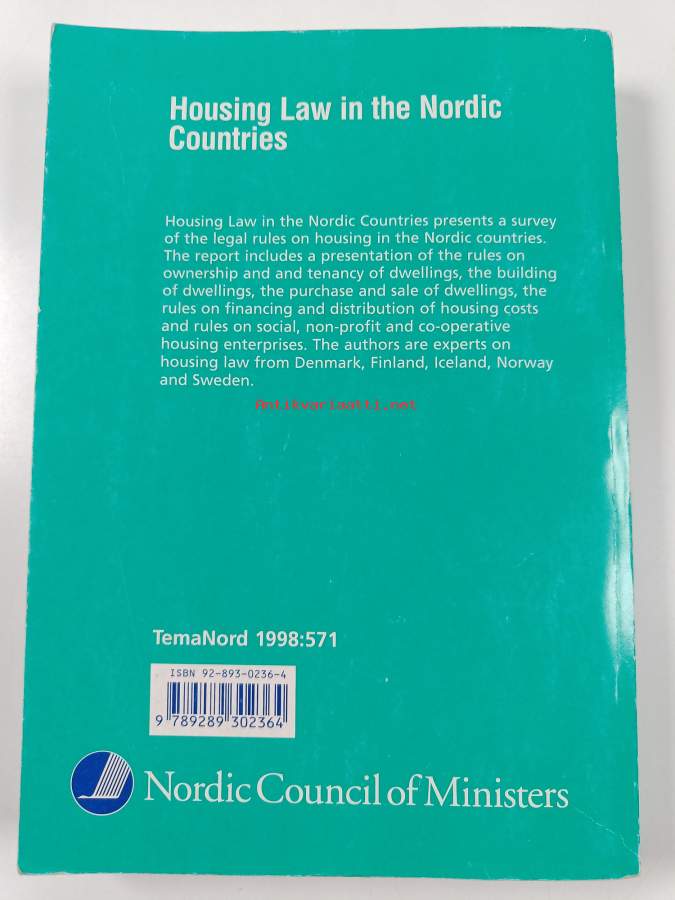 Housing Law in the Nordic
Countries
Housing Law in the Nordic Countries presents a survey
of the legal rules on housing in the Nordic countries.
The report includes a presentation of the rules on
ownership and and tenancy of dwellings, the building
of dwellings, the purchase and sale of dwellings, the
rules on financing and distribution of housing costs
and rules on social, non-profit and co-operative
housing enterprises. The authors are experts on
housing law from Denmark, Finland, Iceland, Norway
and Sweden.
Antikvariaatti.net
TemaNord 1998:571
ISBN 92-893-0236-4
9 789289 302364
Nordic Council of Ministers